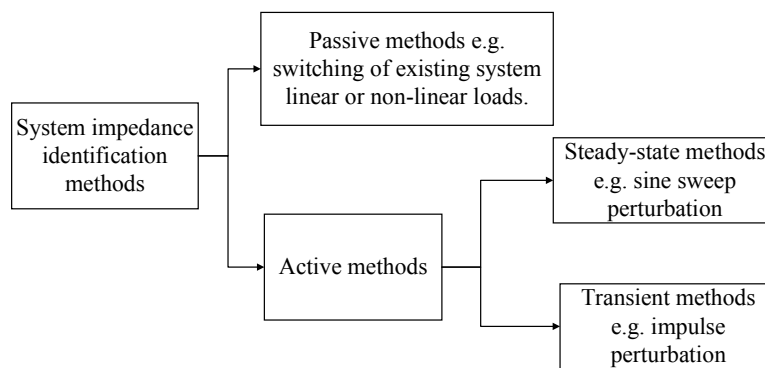 Passive methods e.g.
switching of existing system
linear or non-linear loads.
System impedance
identification
methods
Steady-state methods
e.g. sine sweep
perturbation
Active methods
Transient methods
e.g. impulse
perturbation